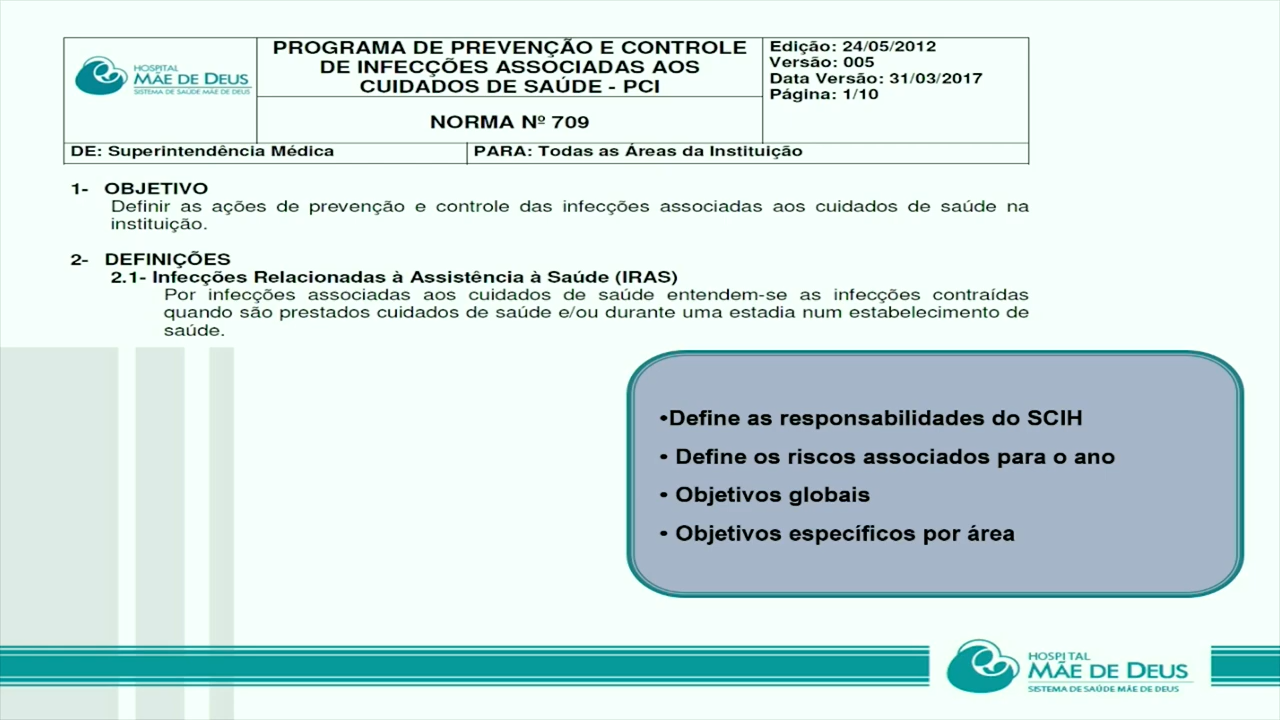 HOSPITAL
MÃE DE DEUS
SISTEMA DE SAÚDE MÃE DE DEUS
PROGRAMA DE PREVENÇÃO E CONTROLE
DE INFECÇÕES ASSOCIADAS AOS
CUIDADOS DE SAÚDE - PCI
NORMA Nº 709
Edição: 24/05/2012
Versão: 005
Data Versão: 31/03/2017
Página: 1/10
DE: Superintendência Médica
PARA: Todas as Áreas da Instituição
1- OBJETIVO
Definir as ações de prevenção e controle das infecções associadas aos cuidados de saúde na
instituição.
2- DEFINIÇÕES
2.1- Infecções Relacionadas à Assistência à Saúde (IRAS)
Por infecções associadas aos cuidados de saúde entendem-se as infecções contraídas
quando são prestados cuidados de saúde e/ou durante uma estadia num estabelecimento de
saúde.
•Define as responsabilidades do SCIH
• Define os riscos associados para o ano
• Objetivos globais
• Objetivos específicos por área
HOSPITAL
MÃE DE DEUS
SISTEMA DE SAÚDE MÃE DE DEUS